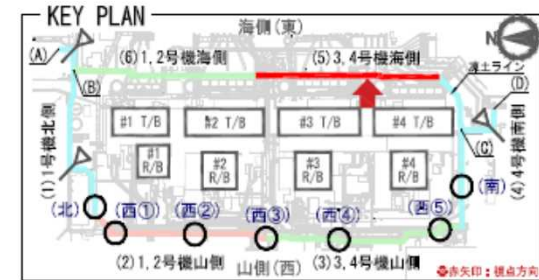 KEY PLAN
海側(東)
N
(A)
(6)1,2号機海側
(5)3,4号機海側
凍土ライン
(B)
(D)
#1 T/B
#2 T/B
#3 T/B
#4 T/B
(C)
#1
R/B
#2
R/B
#3
R/B
#4
R/B
(1)1号機北側
(4)4号機南側
(北)
(西①)
(西②)
(西③)
(西④)
(西⑤)
(南)
(2)1,2号機山側
山側(西)
(3)3,4号機山側
●赤矢印:視点方向